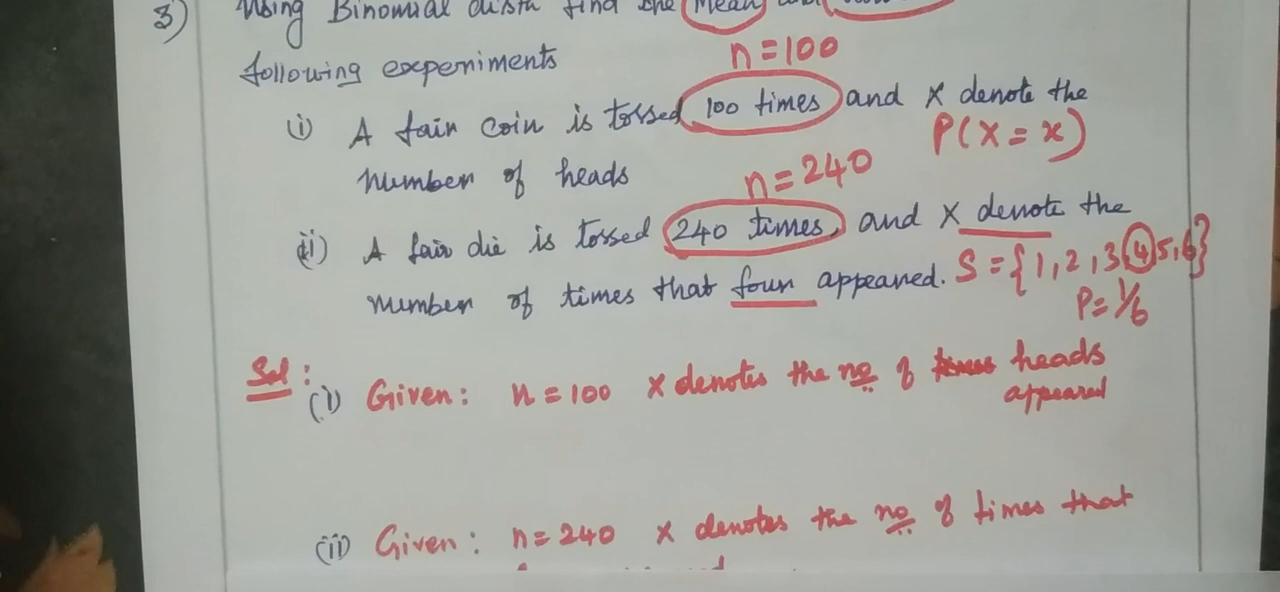 3) Using Binomial distn find the Mean and
following experiments
n=100
(i) A fair coin is tossed 100 times and X denote the
P(X=x)
number of heads
n=240
(ii) A fair die is tossed 240 times, and X denote the
number of times that four appeared. S={1,2,3,4,5,6}
P=1/6
Sol:
(i) Given: n=100 X denotes the no of heads
appeared
(ii) Given: n=240 X denotes the no of times that